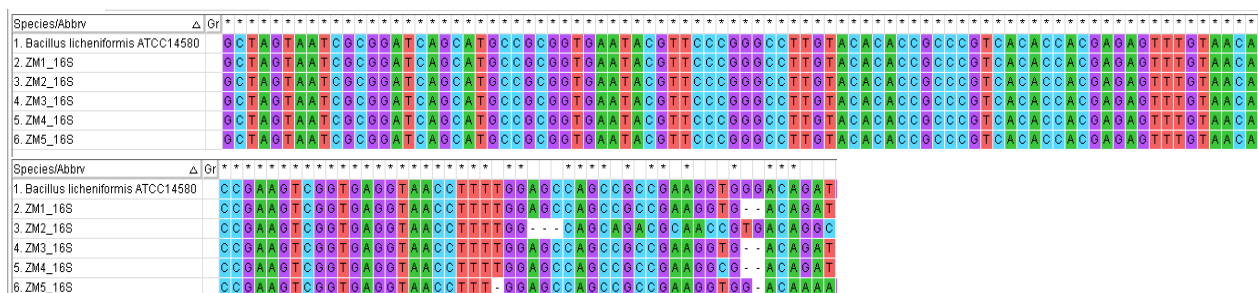 Species/Abbrv △ Gr * * * * * * * * * * * * * * * * * * * * * * * * * * * * * * * * * * * * * * * * * * * * * * * * * * * * * * * * * * * * * * * * * * * * * * * * * * * * * * * * * * * * * *
1. Bacillus licheniformis ATCC14580 GCTAGTAATCGCGGATCAGCATGCCGCGGTGAATACGTTCCCGGGCCTTGTACACACCGCCCGTCACACCACGAGAGTTTGTAACA
2. ZM1_16S GCTAGTAATCGCGGATCAGCATGCCGCGGTGAATACGTTCCCGGGCCTTGTACACACCGCCCGTCACACCACGAGAGTTTGTAACA
3. ZM2_16S GCTAGTAATCGCGGATCAGCATGCCGCGGTGAATACGTTCCCGGGCCTTGTACACACCGCCCGTCACACCACGAGAGTTTGTAACA
4. ZM3_16S GCTAGTAATCGCGGATCAGCATGCCGCGGTGAATACGTTCCCGGGCCTTGTACACACCGCCCGTCACACCACGAGAGTTTGTAACA
5. ZM4_16S GCTAGTAATCGCGGATCAGCATGCCGCGGTGAATACGTTCCCGGGCCTTGTACACACCGCCCGTCACACCACGAGAGTTTGTAACA
6. ZM5_16S GCTAGTAATCGCGGATCAGCATGCCGCGGTGAATACGTTCCCGGGCCTTGTACACACCGCCCGTCACACCACGAGAGTTTGTAACA
Species/Abbrv △ Gr * * * * * * * * * * * * * * * * * * * * * * * * * * * * * * * * * * * * *
1. Bacillus licheniformis ATCC14580 CCGAAGTCGGTGAGGTAACCTTTTGGAGCCAGCCGCCGAAGGTGGGACAGAT
2. ZM1_16S CCGAAGTCGGTGAGGTAACCTTTTGGAGCCAGCCGCCGAAGGTG--ACAGAT
3. ZM2_16S CCGAAGTCGGTGAGGTAACCTTTTGG---CAGCAGACGCAACCGTGACAGGC
4. ZM3_16S CCGAAGTCGGTGAGGTAACCTTTTGGAGCCAGCCGCCGAAGGTG--ACAGAT
5. ZM4_16S CCGAAGTCGGTGAGGTAACCTTTTGGAGCCAGCCGCCGAAGGCG--ACAGAT
6. ZM5_16S CCGAAGTCGGTGAGGTAACCTTT-GGAGCCAGCCGCCGAAGGTGG-ACAAAA